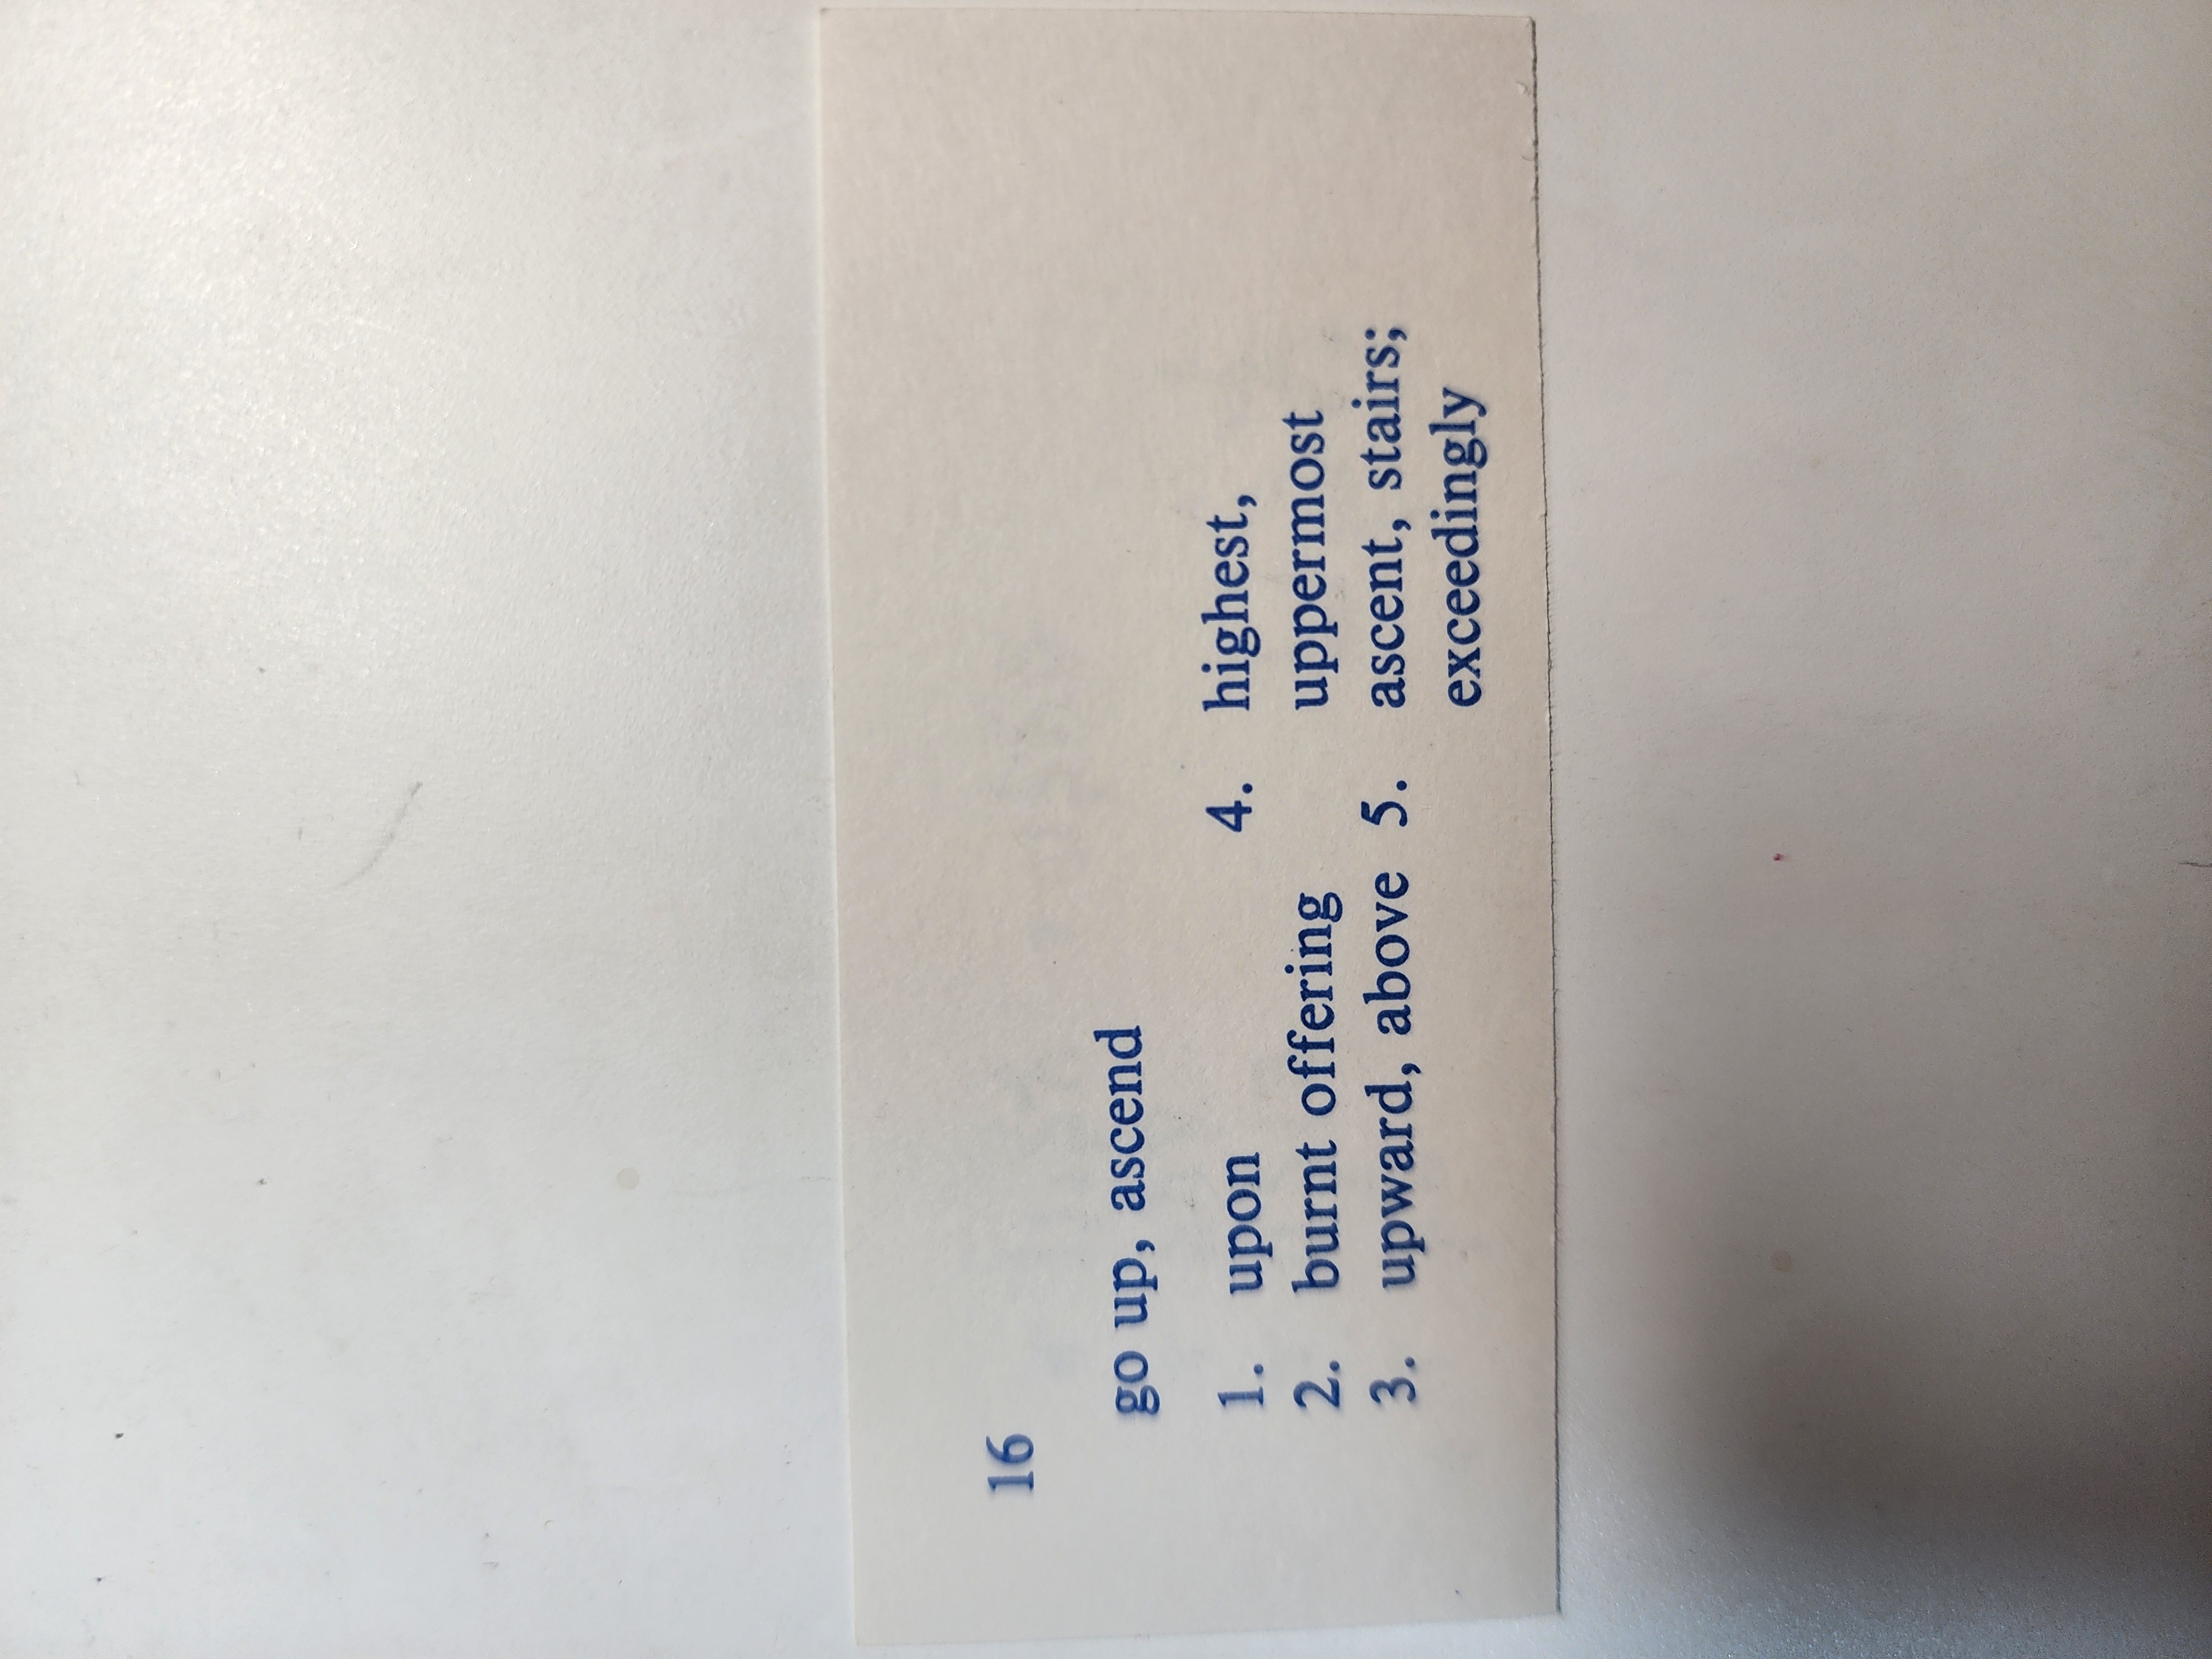 16
go up, ascend
1. upon
2. burnt offering
3. upward, above
4. highest,
uppermost
5. ascent, stairs;
exceedingly